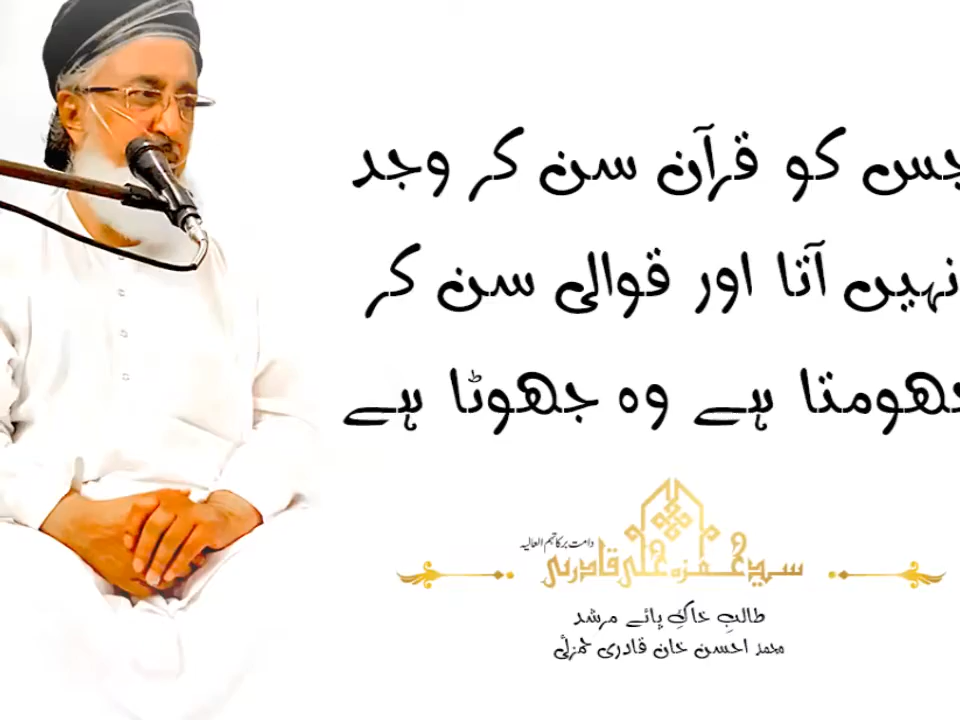 جس کو قرآن سن کر وجد
نہیں آتا اور قوالی سن کر
جھومتا ہے وہ جھوٹا ہے
دامت برکاتہم العالیہ
سید حمزہ علی قادری
طالبِ خاکِ پائے مرشد
محمد احسن خان قادری حمزئی